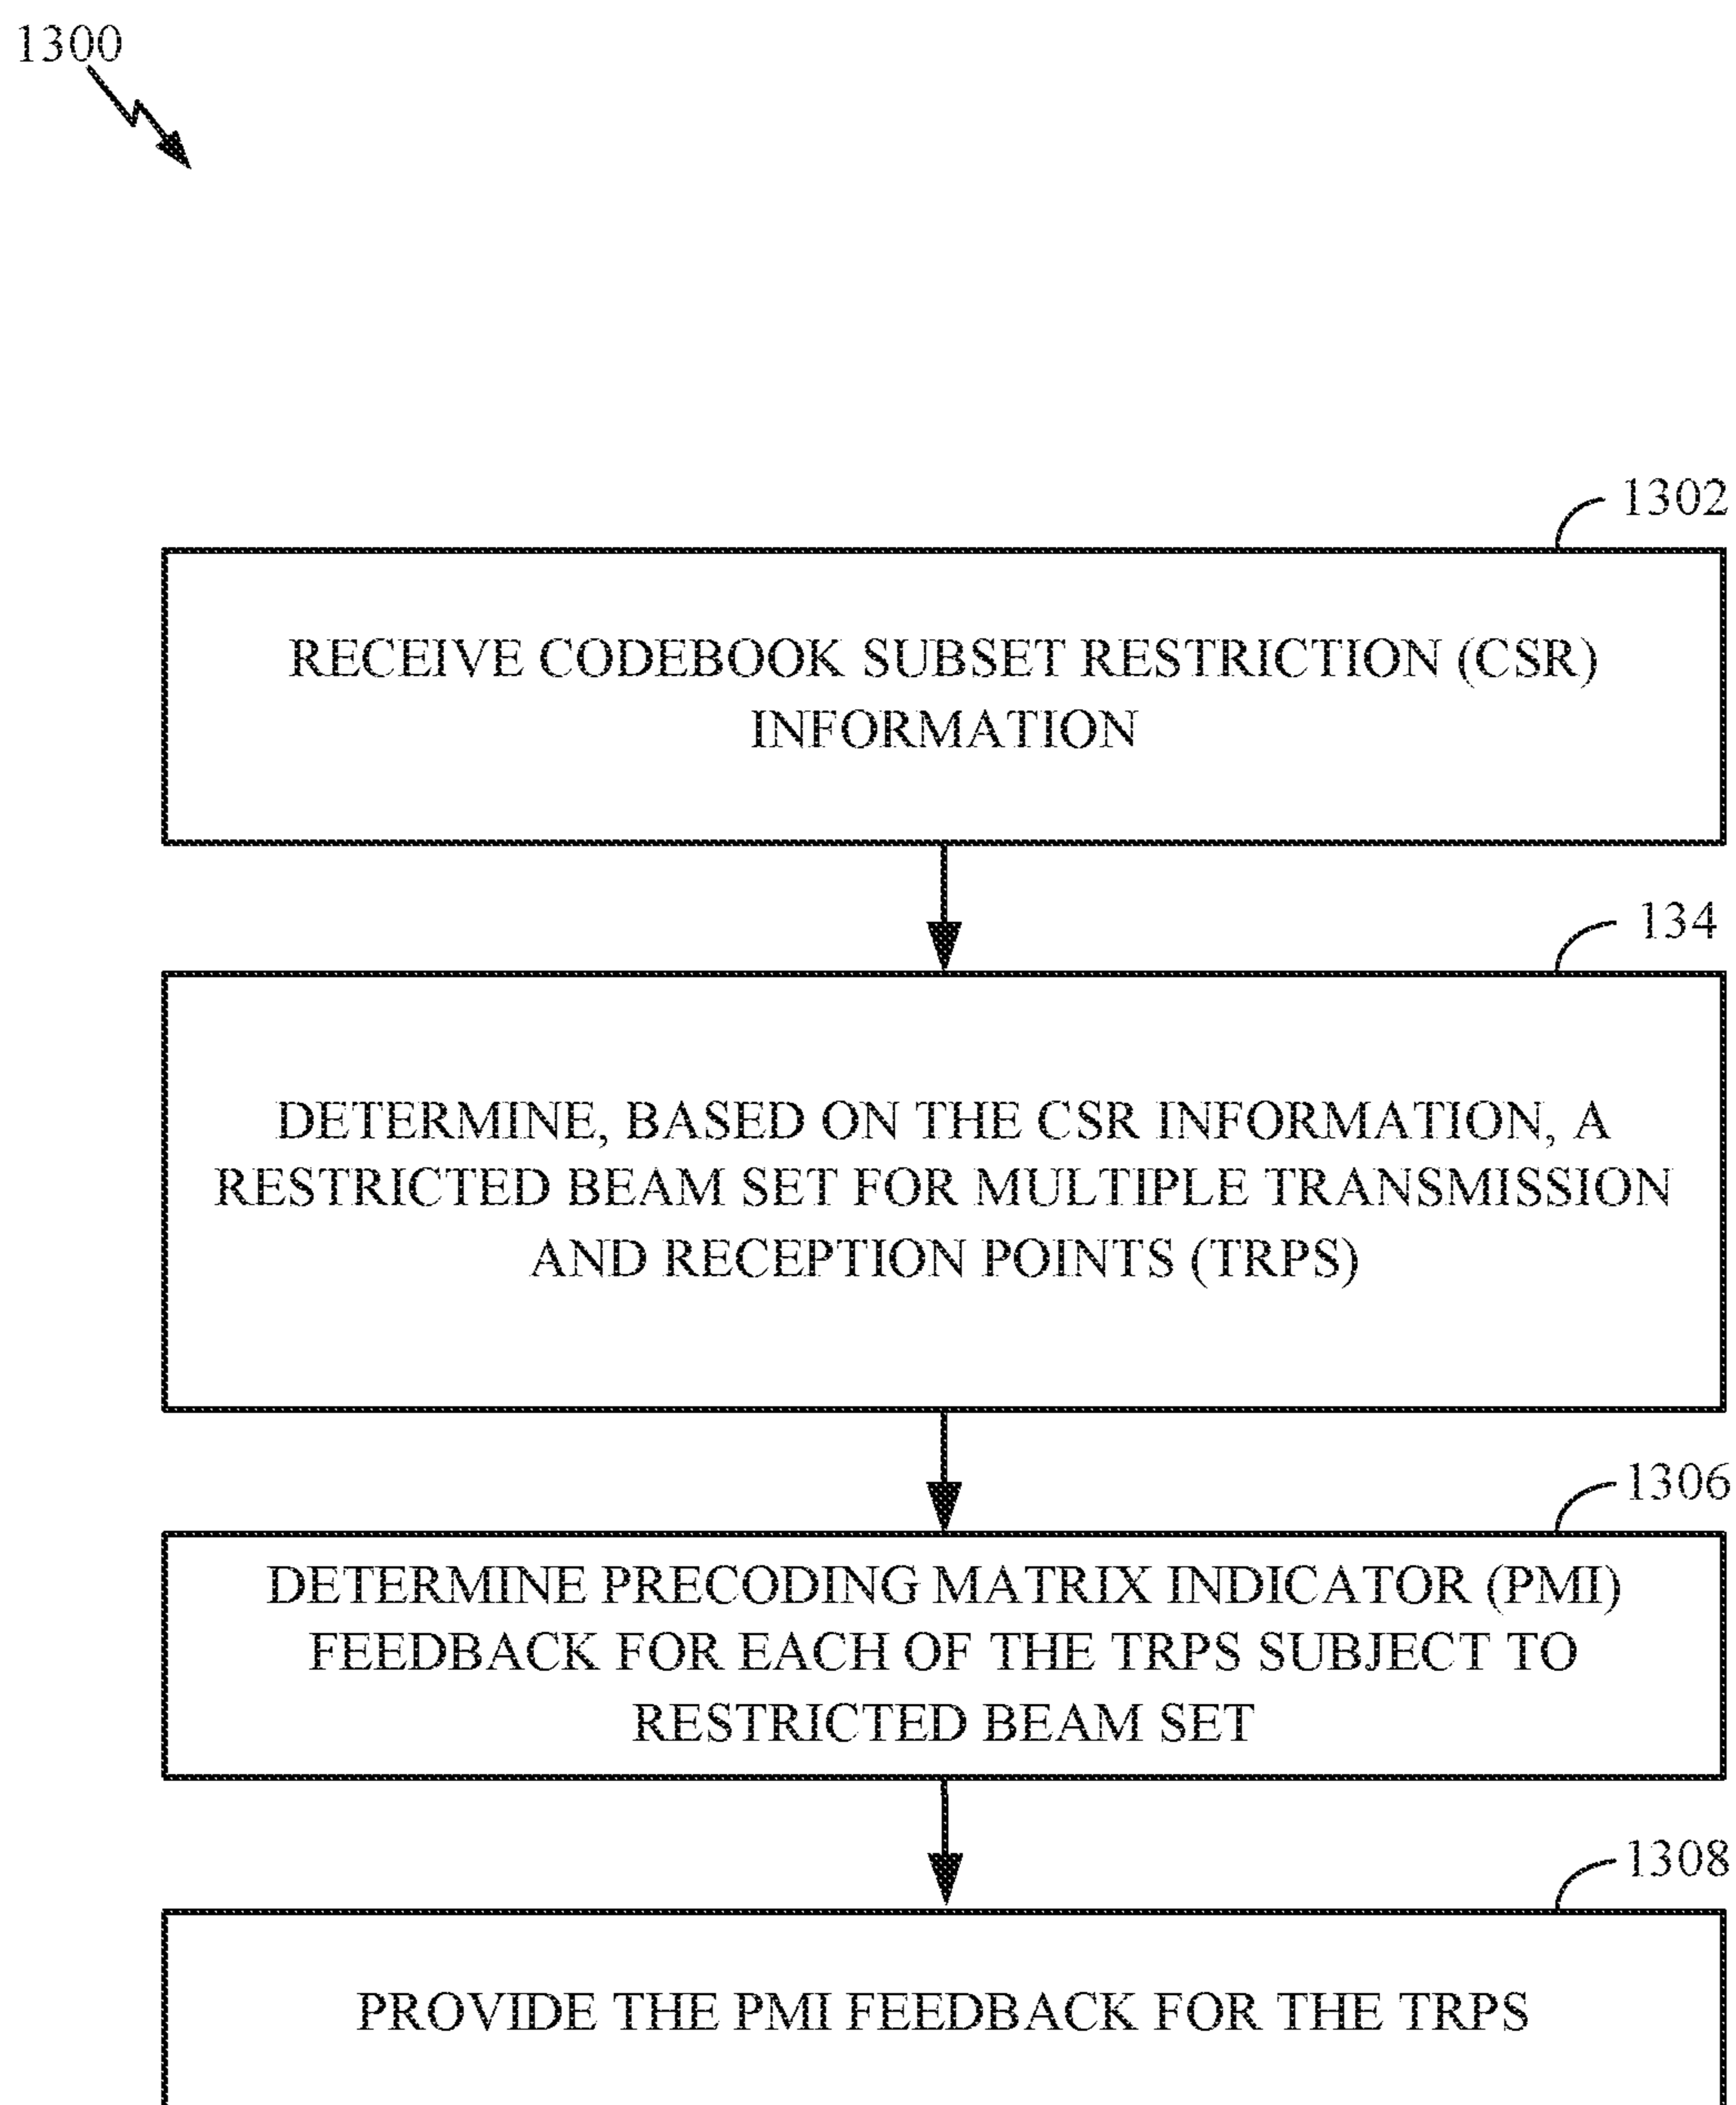 1300
1302
RECEIVE CODEBOOK SUBSET RESTRICTION (CSR)
INFORMATION
134
DETERMINE, BASED ON THE CSR INFORMATION, A
RESTRICTED BEAM SET FOR MULTIPLE TRANSMISSION
AND RECEPTION POINTS (TRPS)
1306
DETERMINE PRECODING MATRIX INDICATOR (PMI)
FEEDBACK FOR EACH OF THE TRPS SUBJECT TO
RESTRICTED BEAM SET
1308
PROVIDE THE PMI FEEDBACK FOR THE TRPS